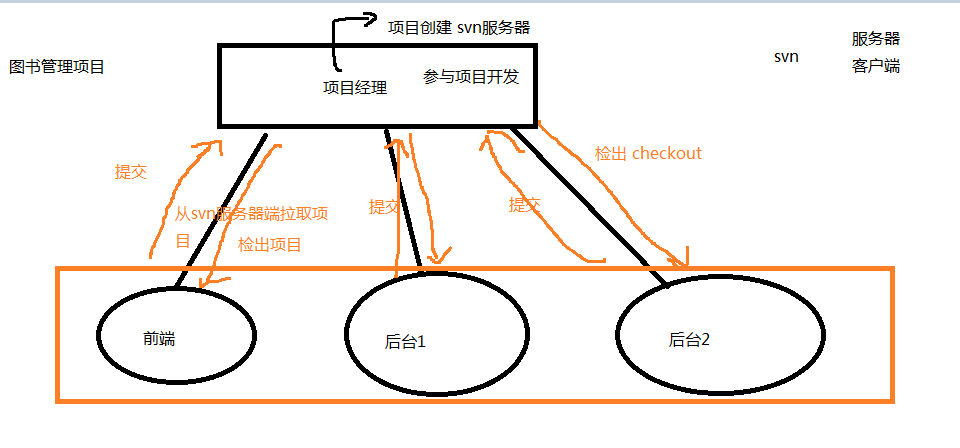 项目创建 svn服务器
图书管理项目
项目经理
参与项目开发
svn
服务器
客户端
提交
从svn服务器端拉取项
目
检出项目
提交
提交
检出 checkout
前端
后台1
后台2